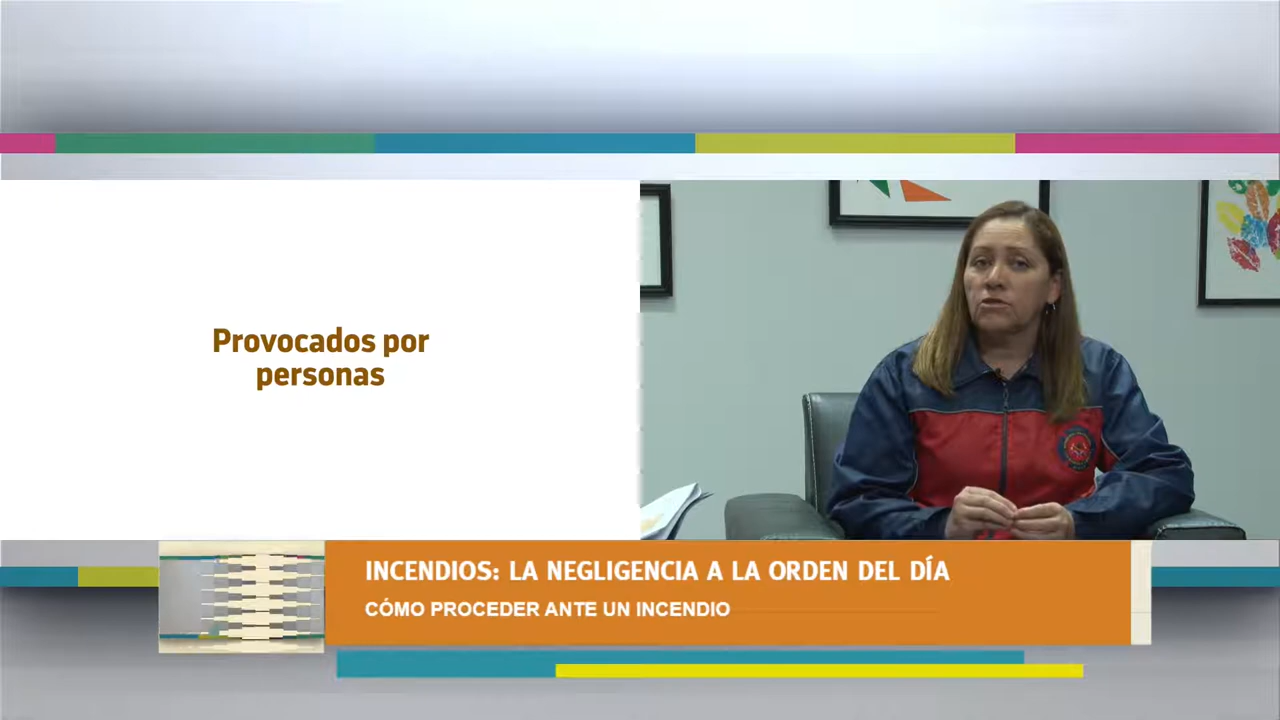 Provocados por
personas
INCENDIOS: LA NEGLIGENCIA A LA ORDEN DEL DÍA
CÓMO PROCEDER ANTE UN INCENDIO